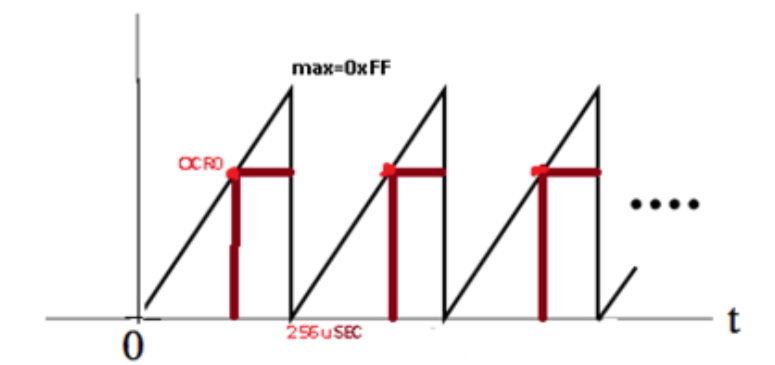 max=0xFF
OCR0
••••
t
256uSEC
0